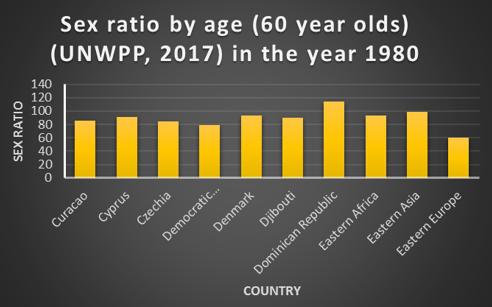 Sex ratio by age (60 year olds)
(UNWPP, 2017) in the year 1980
140
120
100
80
60
40
20
0
SEX RATIO
Curacao
Cyprus
Czechia
Democratic...
Denmark
Djibouti
Dominican Republic
Eastern Africa
Eastern Asia
Eastern Europe
COUNTRY